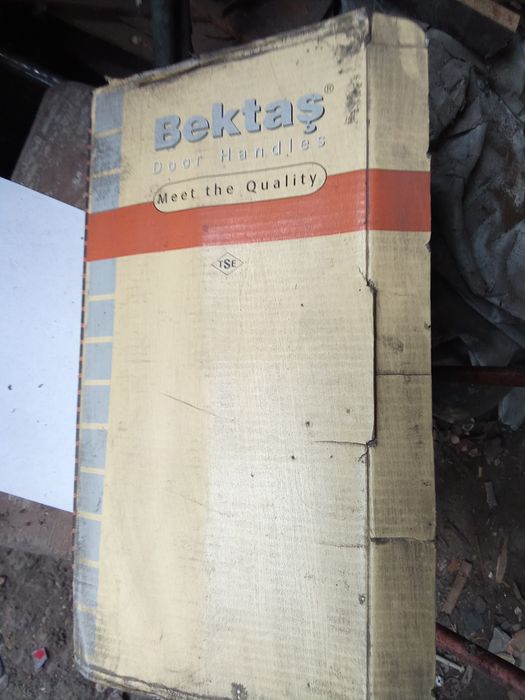 Bektaş®
Door Handles
Meet the Quality
TSE